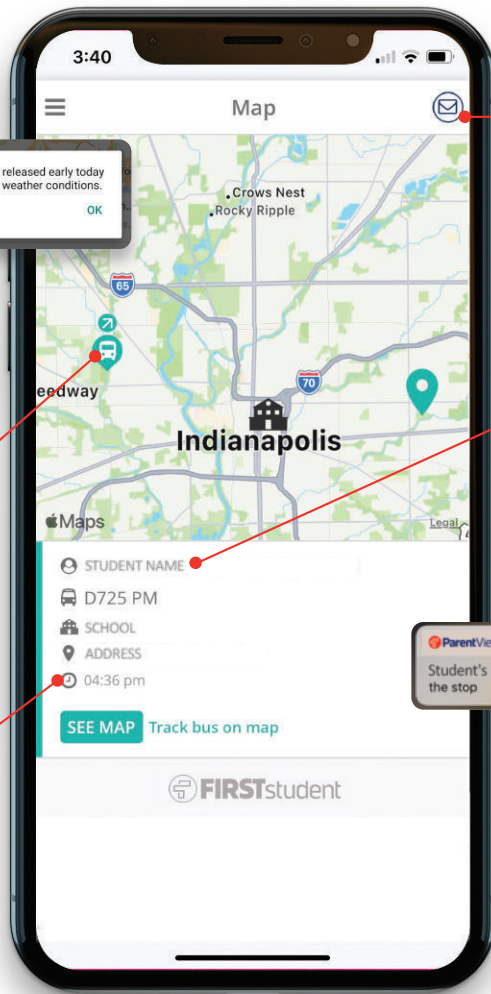 3:40
Map
released early today
weather conditions.
OK
Crows Nest
Rocky Ripple
65
eedway
70
Indianapolis
Maps
Legal
STUDENT NAME
D725 PM
SCHOOL
ADDRESS
04:36 pm
ParentVie
Student's
the stop
SEE MAP Track bus on map
FIRSTstudent